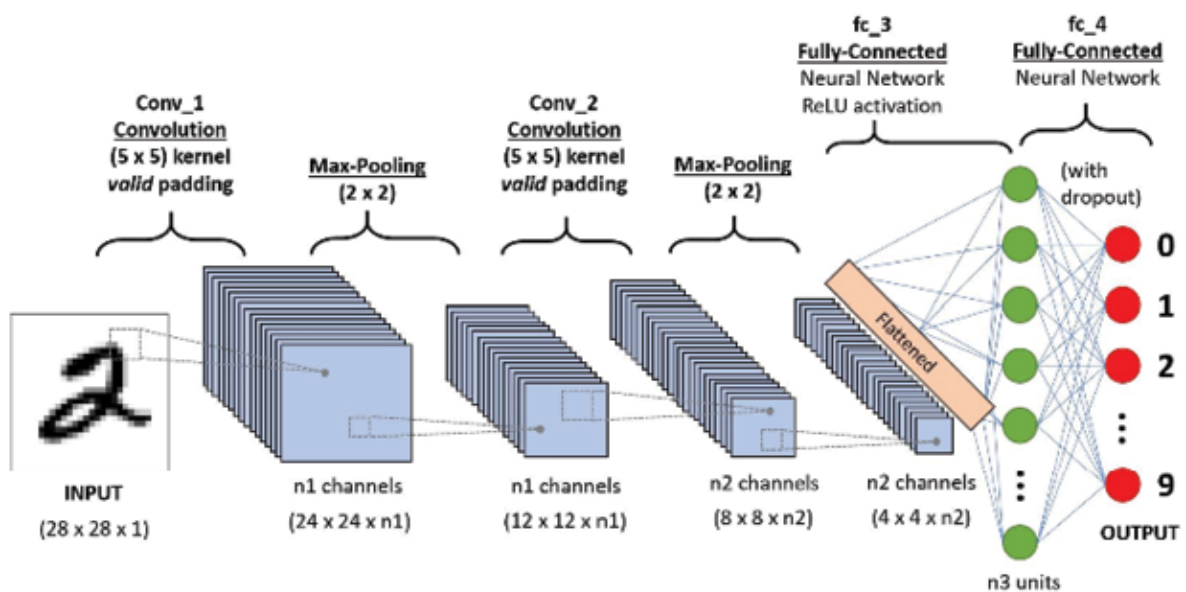 fc_3
Fully-Connected
Neural Network
ReLU activation
fc_4
Fully-Connected
Neural Network
Conv_1
Convolution
(5 x 5) kernel
valid padding
Max-Pooling
(2 x 2)
Conv_2
Convolution
(5 x 5) kernel
valid padding
Max-Pooling
(2 x 2)
(with
dropout)
0
1
2
...
9
Flattened
...
INPUT
(28 x 28 x 1)
n1 channels
(24 x 24 x n1)
n1 channels
(12 x 12 x n1)
n2 channels
(8 x 8 x n2)
n2 channels
(4 x 4 x n2)
OUTPUT
n3 units
2